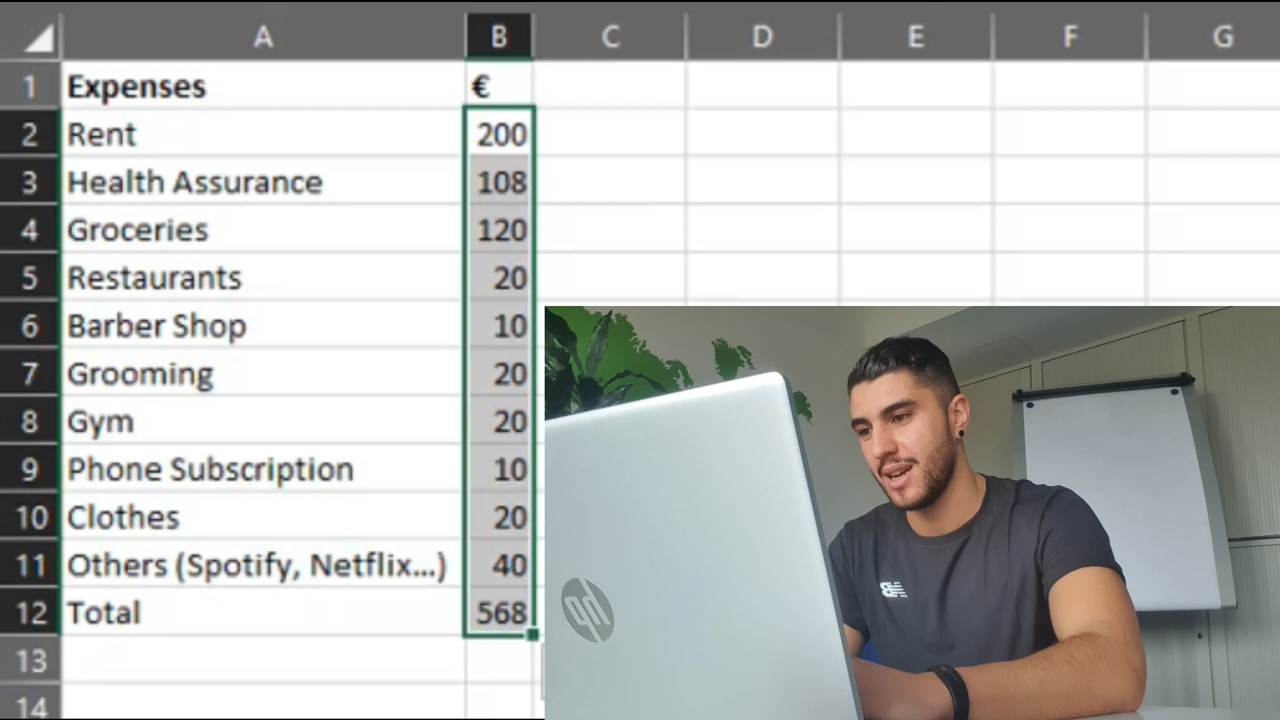 A B C D E F G
1 Expenses €
2 Rent 200
3 Health Assurance 108
4 Groceries 120
5 Restaurants 20
6 Barber Shop 10
7 Grooming 20
8 Gym 20
9 Phone Subscription 10
10 Clothes 20
11 Others (Spotify, Netflix...) 40
12 Total 568
13
14
hp